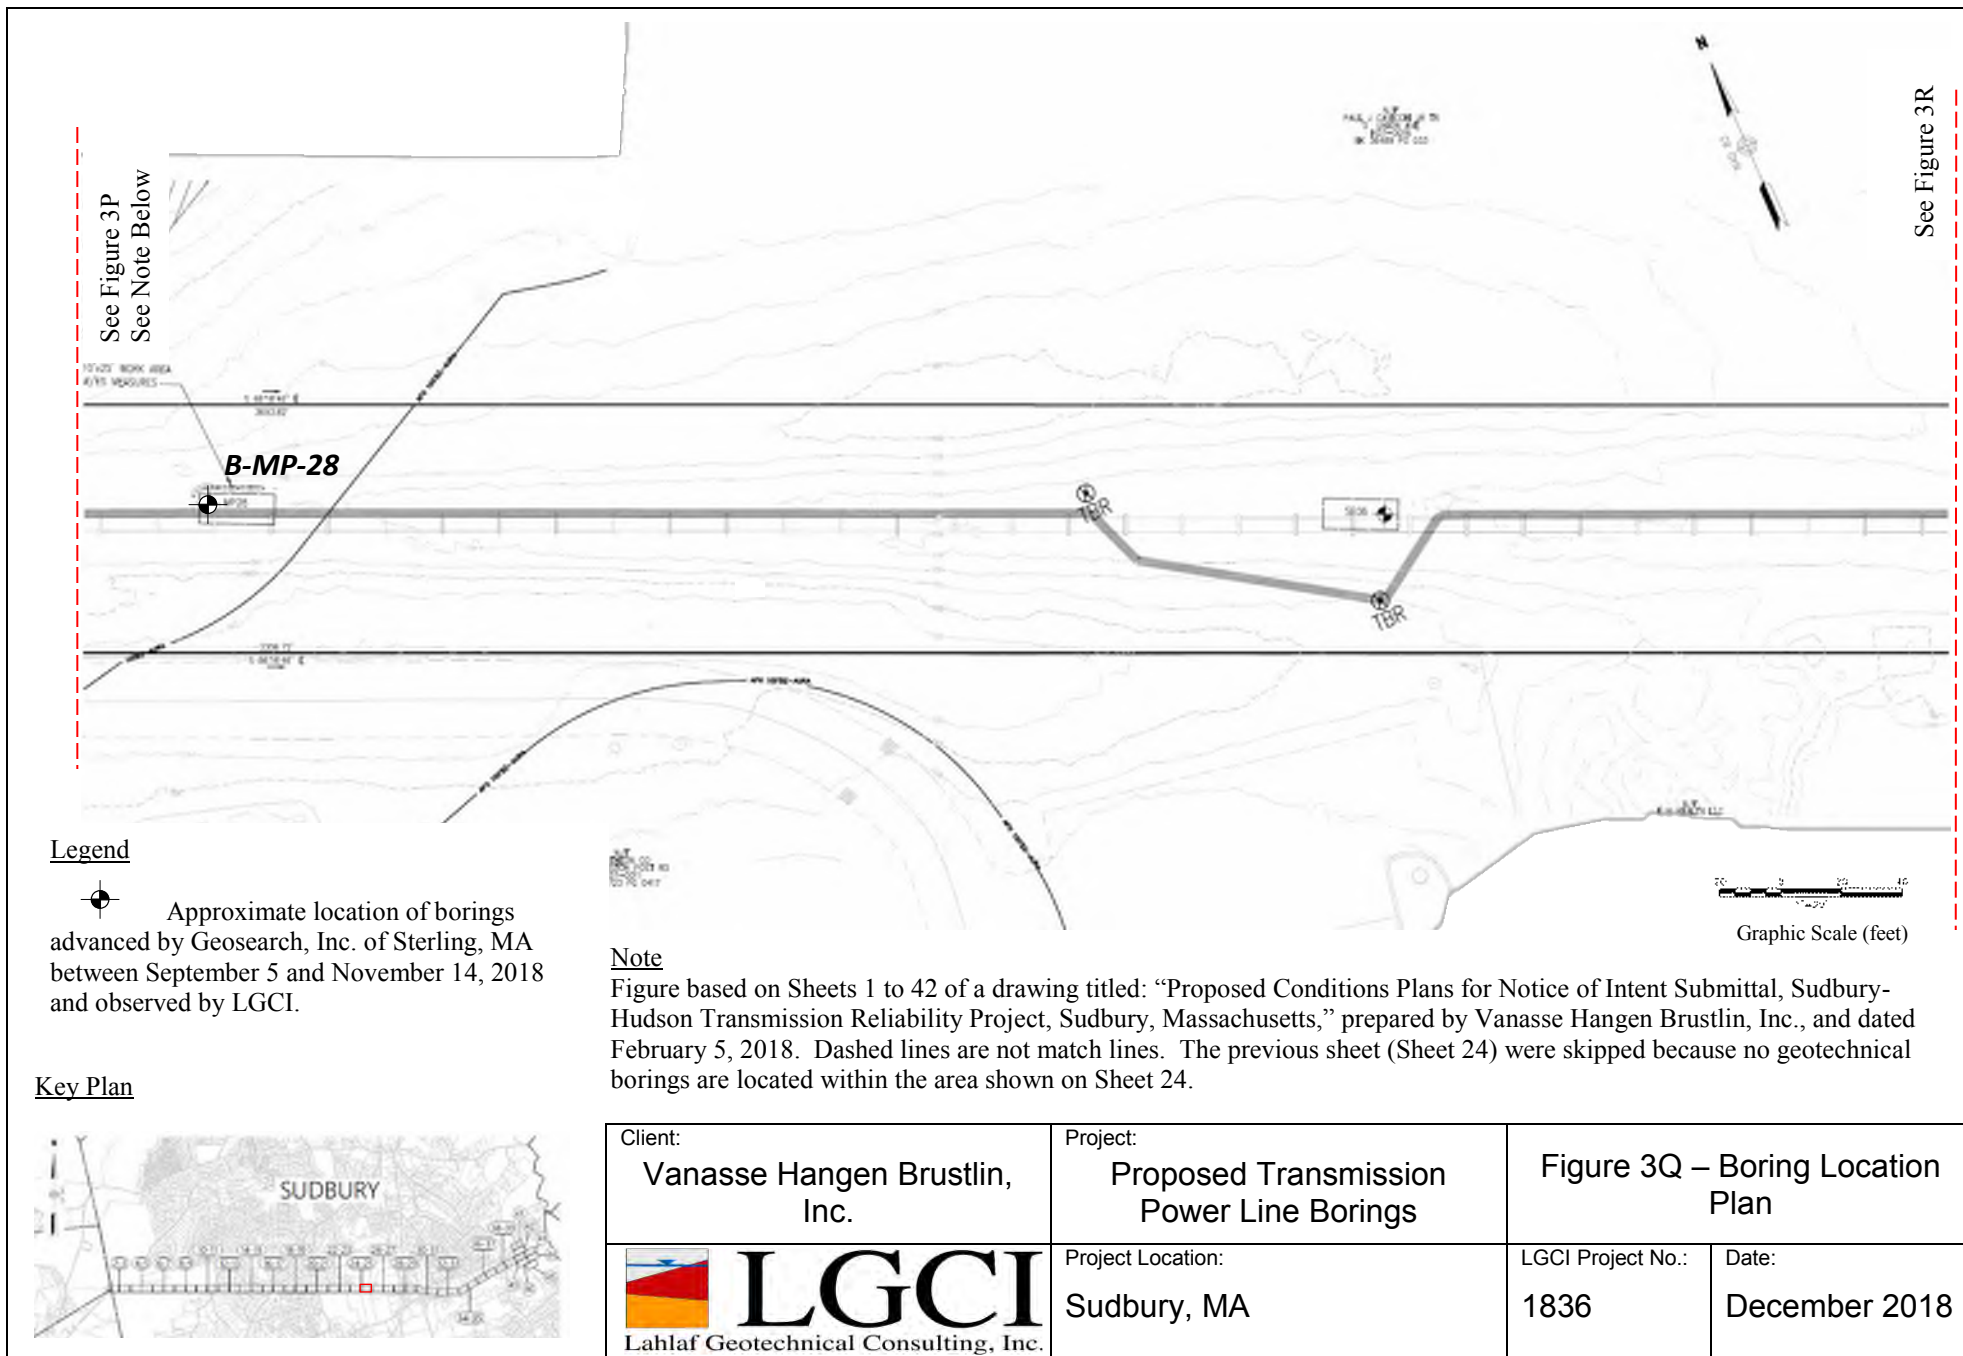 N
See Figure 3P
See Note Below
See Figure 3R
10'x20' WORK AREA
W/ES MEASURES
B-MP-28
TBR
TBR
Legend
Approximate location of borings
advanced by Geosearch, Inc. of Sterling, MA
between September 5 and November 14, 2018
and observed by LGCI.
Graphic Scale (feet)
Note
Figure based on Sheets 1 to 42 of a drawing titled: “Proposed Conditions Plans for Notice of Intent Submittal, Sudbury-
Hudson Transmission Reliability Project, Sudbury, Massachusetts,” prepared by Vanasse Hangen Brustlin, Inc., and dated
February 5, 2018.  Dashed lines are not match lines.  The previous sheet (Sheet 24) were skipped because no geotechnical
borings are located within the area shown on Sheet 24.
Key Plan
SUDBURY
Client:
Vanasse Hangen Brustlin,
Inc.
Project:
Proposed Transmission
Power Line Borings
Figure 3Q – Boring Location
Plan
LGCI
Lahlaf Geotechnical Consulting, Inc.
Project Location:
Sudbury, MA
LGCI Project No.:
1836
Date:
December 2018